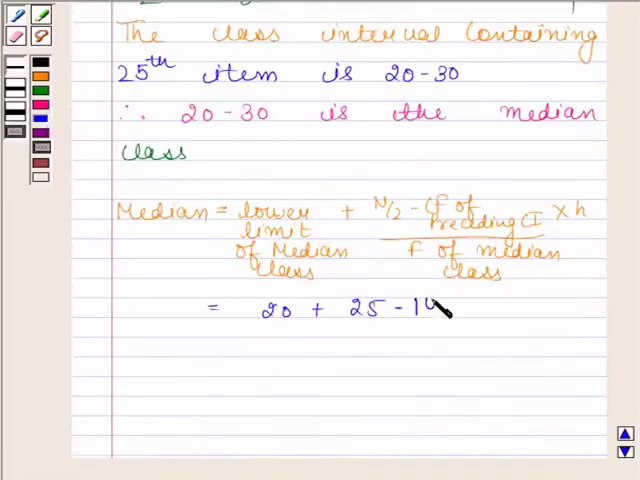 The class interval containing
25th item is 20-30
∴ 20-30 is the median
class
Median = lower limit of Median class + N/2 - Cf of Preceding CI / f of median class × h
= 20 + 25 - 1